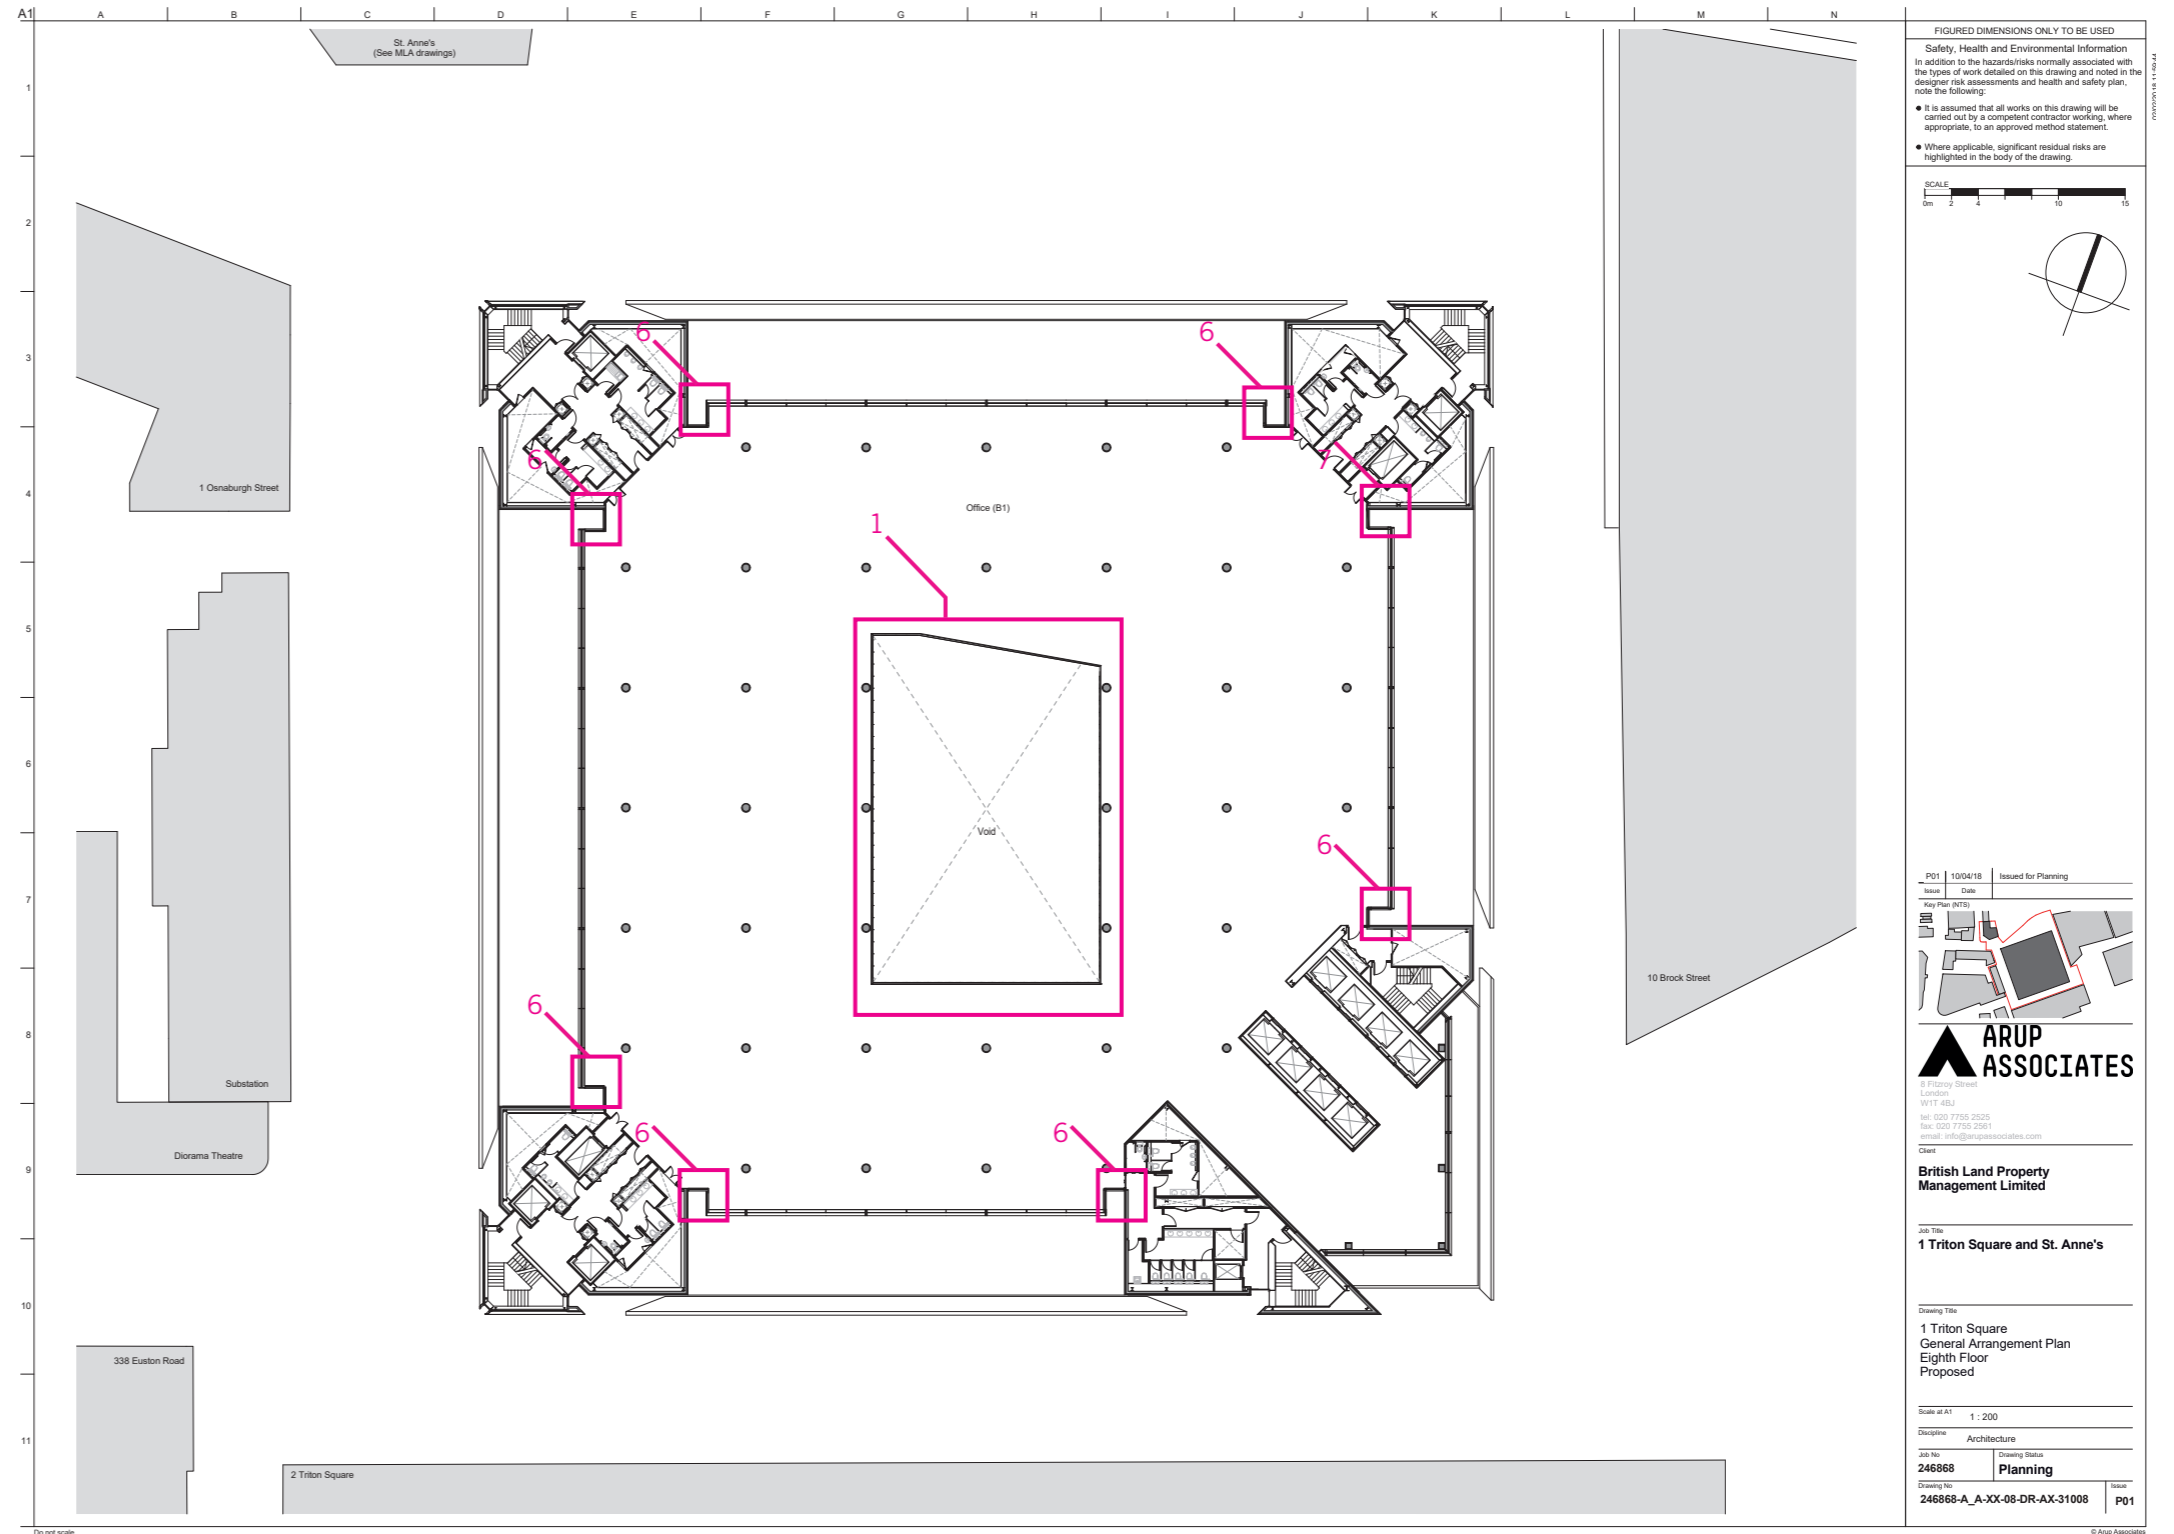 A1
A B C D E F G H I J K L M N
1
2
3
4
5
6
7
8
9
10
11
St. Anne's
(See MLA drawings)
1 Osnaburgh Street
Substation
Diorama Theatre
338 Euston Road
2 Triton Square
10 Brock Street
6
6
6
7
Office (B1)
1
Void
6
6
6
6
FIGURED DIMENSIONS ONLY TO BE USED
Safety, Health and Environmental Information
In addition to the hazards/risks normally associated with
the types of work detailed on this drawing and noted in the
designer risk assessments and health and safety plan,
note the following:
● It is assumed that all works on this drawing will be
carried out by a competent contractor working, where
appropriate, to an approved method statement.
● Where applicable, significant residual risks are
highlighted in the body of the drawing.
SCALE
0m 2 4 10 15
P01 10/04/18 Issued for Planning
Issue Date
Key Plan (NTS)
ARUP
ASSOCIATES
8 Fitzroy Street
London
W1T 4BJ
tel: 020 7755 2525
fax: 020 7755 2561
email: info@arupassociates.com
Client
British Land Property
Management Limited
Job Title
1 Triton Square and St. Anne's
Drawing Title
1 Triton Square
General Arrangement Plan
Eighth Floor
Proposed
Scale at A1
1 : 200
Discipline
Architecture
Job No Drawing Status
246868 Planning
Drawing No Issue
246868-A_A-XX-08-DR-AX-31008 P01
Do not scale
© Arup Associates